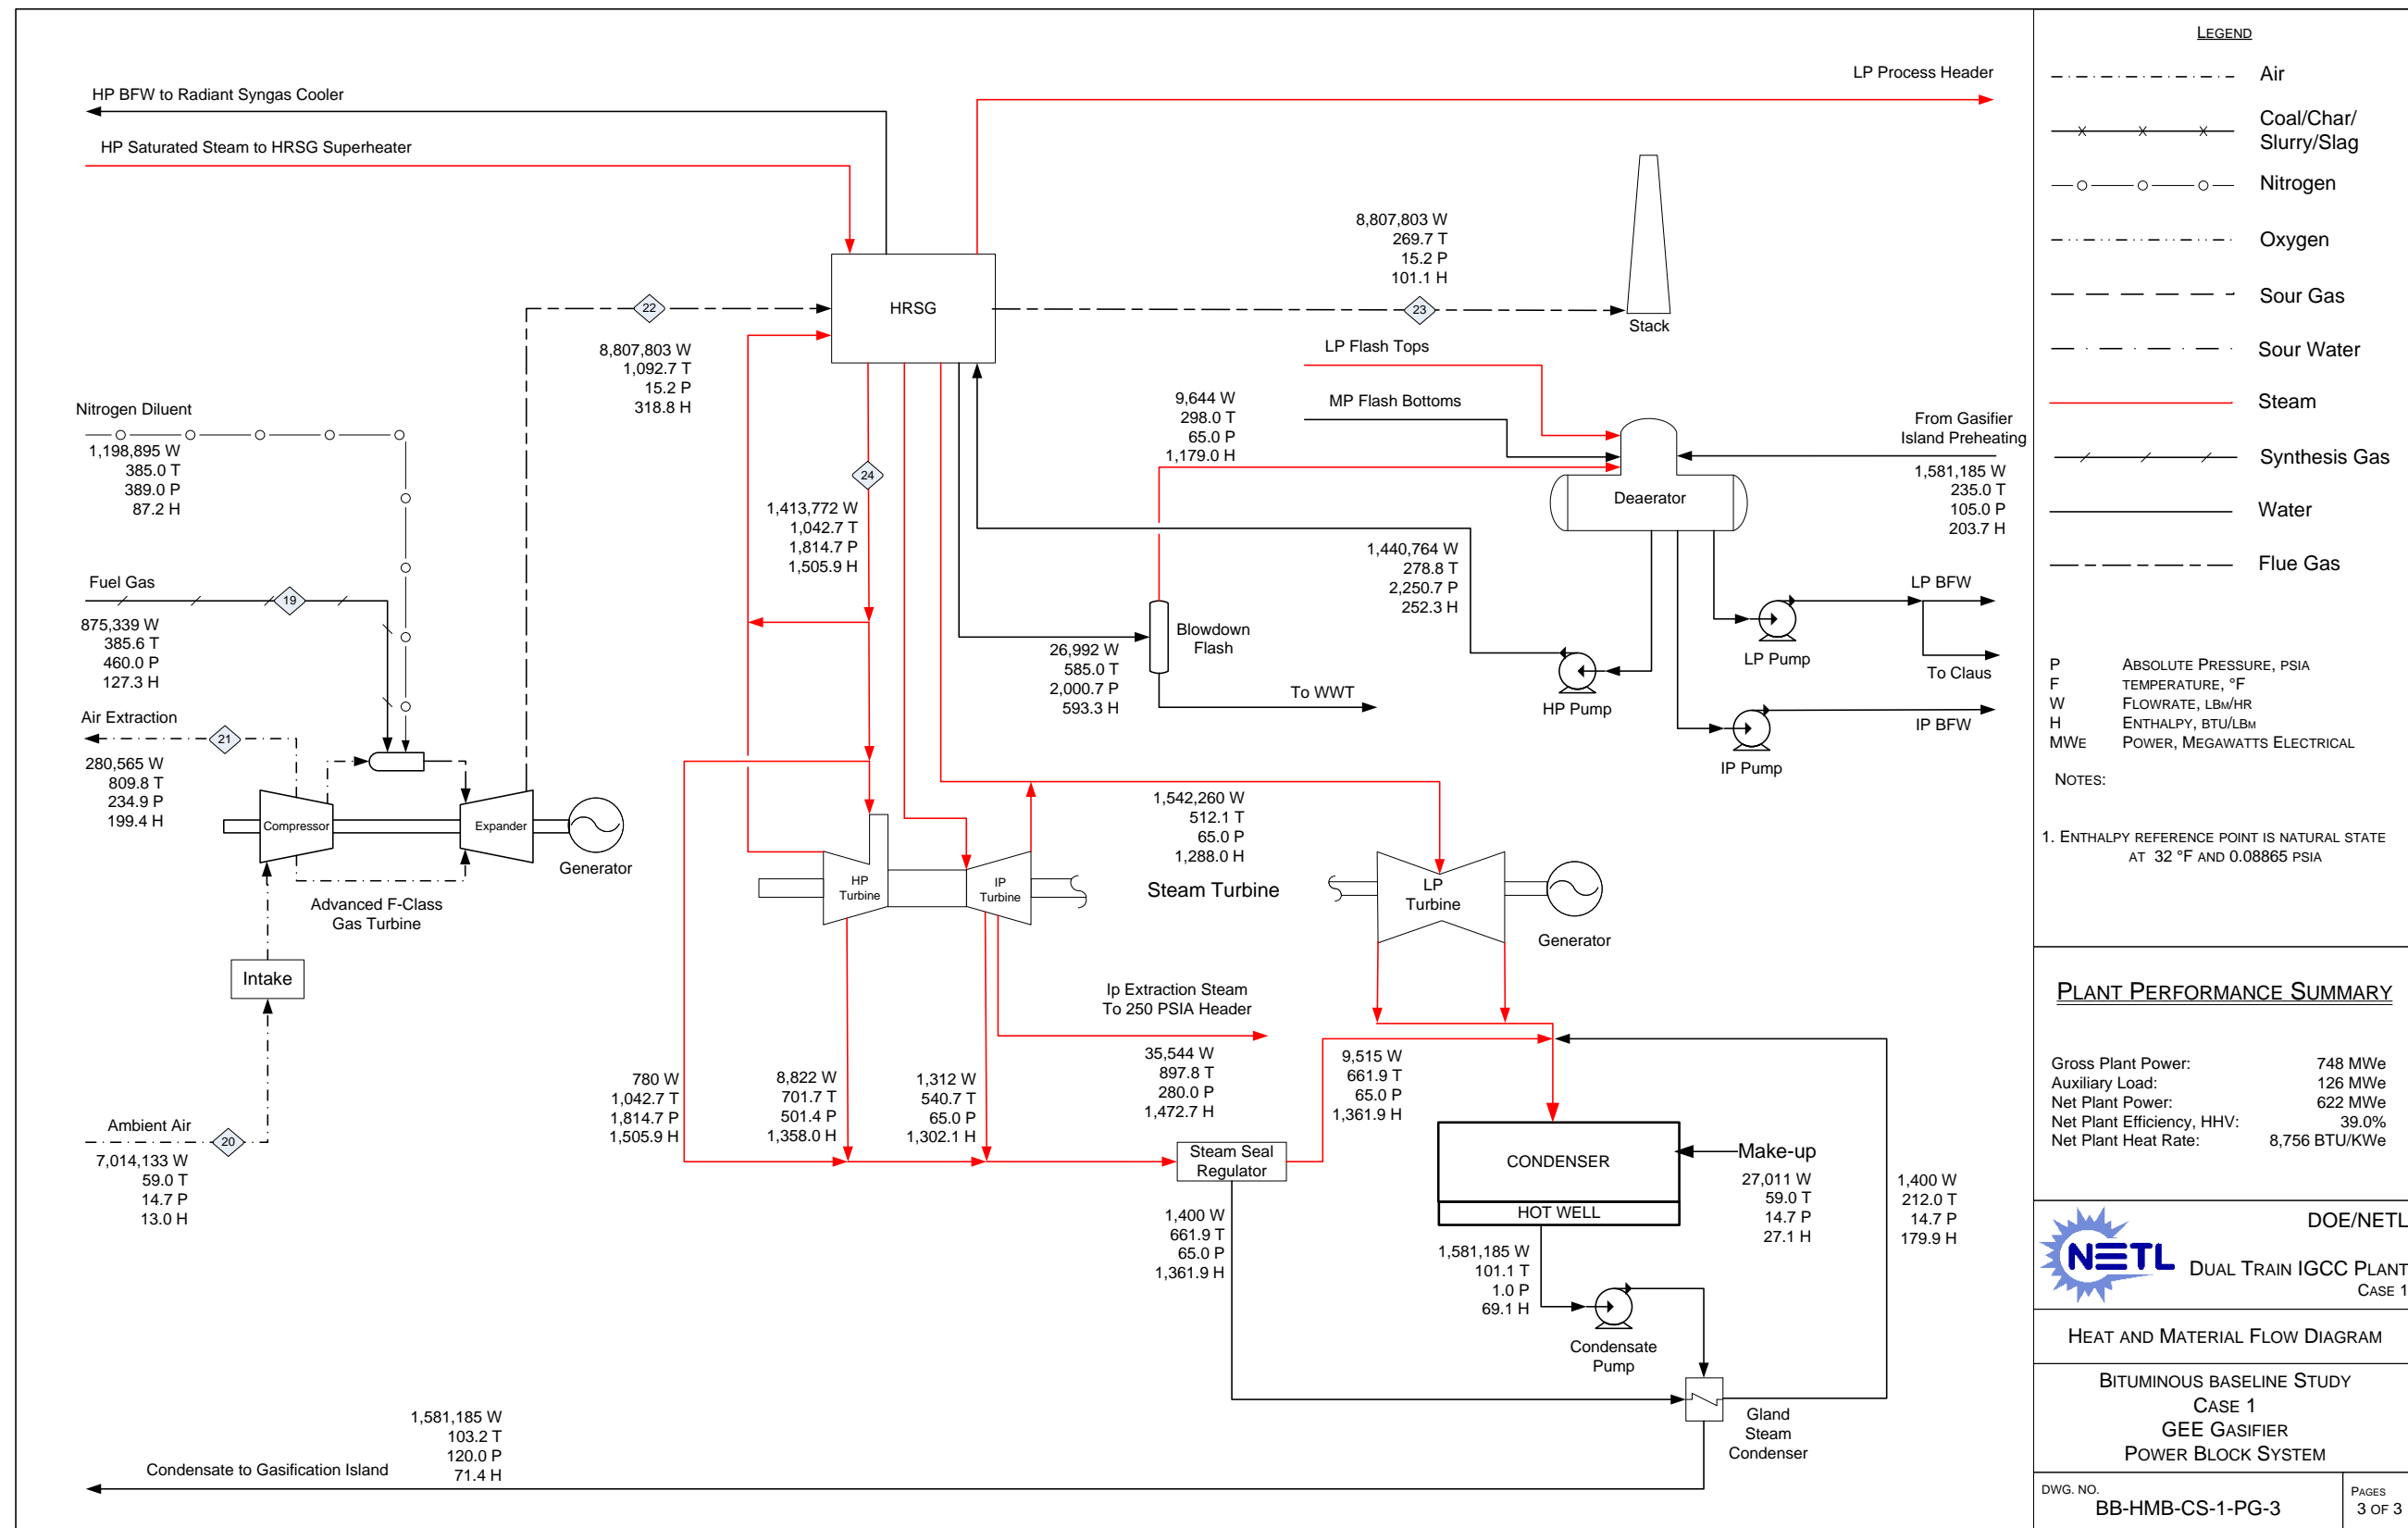 HP BFW to Radiant Syngas Cooler
HP Saturated Steam to HRSG Superheater
LP Process Header
HRSG
22
8,807,803 W
1,092.7 T
15.2 P
318.8 H
8,807,803 W
269.7 T
15.2 P
101.1 H
23
Stack
LP Flash Tops
MP Flash Bottoms
9,644 W
298.0 T
65.0 P
1,179.0 H
From Gasifier
Island Preheating
1,581,185 W
235.0 T
105.0 P
203.7 H
Deaerator
Nitrogen Diluent
1,198,895 W
385.0 T
389.0 P
87.2 H
24
1,413,772 W
1,042.7 T
1,814.7 P
1,505.9 H
1,440,764 W
278.8 T
2,250.7 P
252.3 H
Fuel Gas
19
875,339 W
385.6 T
460.0 P
127.3 H
Blowdown
Flash
26,992 W
585.0 T
2,000.7 P
593.3 H
To WWT
HP Pump
LP BFW
LP Pump
To Claus
IP BFW
IP Pump
Air Extraction
21
280,565 W
809.8 T
234.9 P
199.4 H
Compressor
Expander
Generator
Advanced F-Class
Gas Turbine
Intake
Ambient Air
20
7,014,133 W
59.0 T
14.7 P
13.0 H
HP
Turbine
IP
Turbine
1,542,260 W
512.1 T
65.0 P
1,288.0 H
Steam Turbine
LP
Turbine
Generator
Ip Extraction Steam
To 250 PSIA Header
35,544 W
897.8 T
280.0 P
1,472.7 H
780 W
1,042.7 T
1,814.7 P
1,505.9 H
8,822 W
701.7 T
501.4 P
1,358.0 H
1,312 W
540.7 T
65.0 P
1,302.1 H
9,515 W
661.9 T
65.0 P
1,361.9 H
Steam Seal
Regulator
1,400 W
661.9 T
65.0 P
1,361.9 H
CONDENSER
HOT WELL
Make-up
27,011 W
59.0 T
14.7 P
27.1 H
1,400 W
212.0 T
14.7 P
179.9 H
1,581,185 W
101.1 T
1.0 P
69.1 H
Condensate
Pump
Gland
Steam
Condenser
1,581,185 W
103.2 T
120.0 P
71.4 H
Condensate to Gasification Island
LEGEND
Air
Coal/Char/
Slurry/Slag
Nitrogen
Oxygen
Sour Gas
Sour Water
Steam
Synthesis Gas
Water
Flue Gas
P ABSOLUTE PRESSURE, PSIA
F TEMPERATURE, °F
W FLOWRATE, LBM/HR
H ENTHALPY, BTU/LBM
MWE POWER, MEGAWATTS ELECTRICAL
NOTES:
1. ENTHALPY REFERENCE POINT IS NATURAL STATE
AT 32 °F AND 0.08865 PSIA
PLANT PERFORMANCE SUMMARY
Gross Plant Power: 748 MWe
Auxiliary Load: 126 MWe
Net Plant Power: 622 MWe
Net Plant Efficiency, HHV: 39.0%
Net Plant Heat Rate: 8,756 BTU/KWe
NETL
DOE/NETL
DUAL TRAIN IGCC PLANT
CASE 1
HEAT AND MATERIAL FLOW DIAGRAM
BITUMINOUS BASELINE STUDY
CASE 1
GEE GASIFIER
POWER BLOCK SYSTEM
DWG. NO.
BB-HMB-CS-1-PG-3
PAGES
3 OF 3